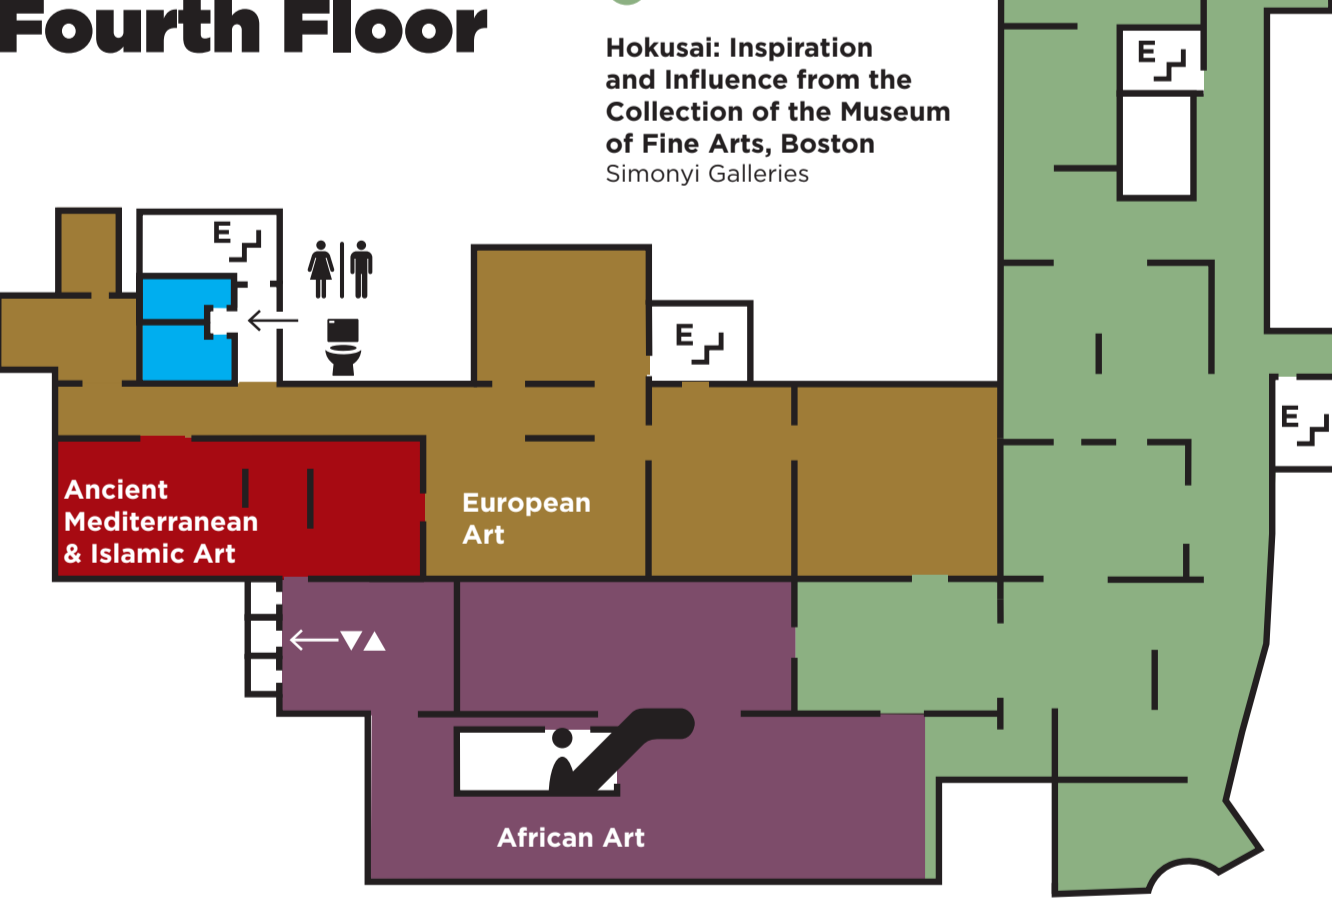 Fourth Floor
Hokusai: Inspiration
and Influence from the
Collection of the Museum
of Fine Arts, Boston
Simonyi Galleries
E
E
E
E
Ancient
Mediterranean
& Islamic Art
European
Art
African Art